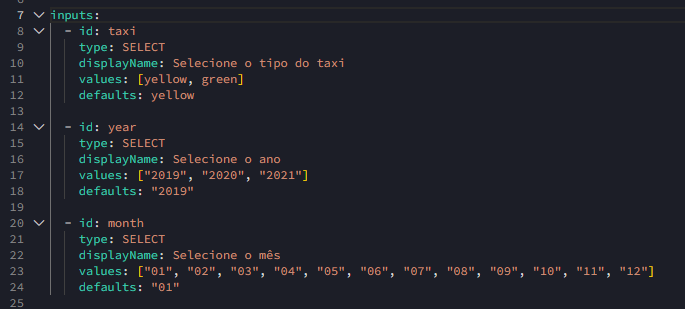 7 inputs:
8 - id: taxi
9 type: SELECT
10 displayName: Selecione o tipo do taxi
11 values: [yellow, green]
12 defaults: yellow
13
14 - id: year
15 type: SELECT
16 displayName: Selecione o ano
17 values: ["2019", "2020", "2021"]
18 defaults: "2019"
19
20 - id: month
21 type: SELECT
22 displayName: Selecione o mês
23 values: ["01", "02", "03", "04", "05", "06", "07", "08", "09", "10", "11", "12"]
24 defaults: "01"
25